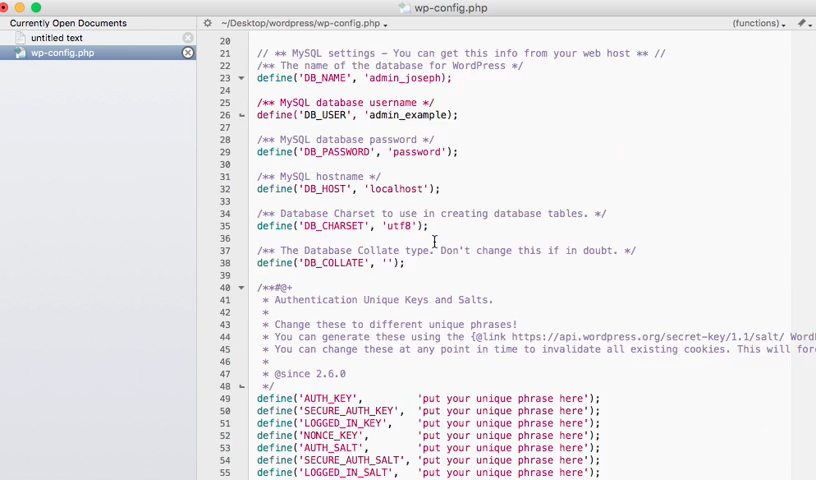 wp-config.php
Currently Open Documents
~/Desktop/wordpress/wp-config.php
(functions)
untitled text
wp-config.php
20
21 // ** MySQL settings - You can get this info from your web host ** //
22 /** The name of the database for WordPress */
23 define('DB_NAME', 'admin_joseph);
24
25 /** MySQL database username */
26 define('DB_USER', 'admin_example);
27
28 /** MySQL database password */
29 define('DB_PASSWORD', 'password');
30
31 /** MySQL hostname */
32 define('DB_HOST', 'localhost');
33
34 /** Database Charset to use in creating database tables. */
35 define('DB_CHARSET', 'utf8');
36
37 /** The Database Collate type. Don't change this if in doubt. */
38 define('DB_COLLATE', '');
39
40 /**#@+
41 * Authentication Unique Keys and Salts.
42 *
43 * Change these to different unique phrases!
44 * You can generate these using the {@link https://api.wordpress.org/secret-key/1.1/salt/ Word
45 * You can change these at any point in time to invalidate all existing cookies. This will for
46 *
47 * @since 2.6.0
48 */
49 define('AUTH_KEY', 'put your unique phrase here');
50 define('SECURE_AUTH_KEY', 'put your unique phrase here');
51 define('LOGGED_IN_KEY', 'put your unique phrase here');
52 define('NONCE_KEY', 'put your unique phrase here');
53 define('AUTH_SALT', 'put your unique phrase here');
54 define('SECURE_AUTH_SALT', 'put your unique phrase here');
55 define('LOGGED_IN_SALT', 'put your unique phrase here');